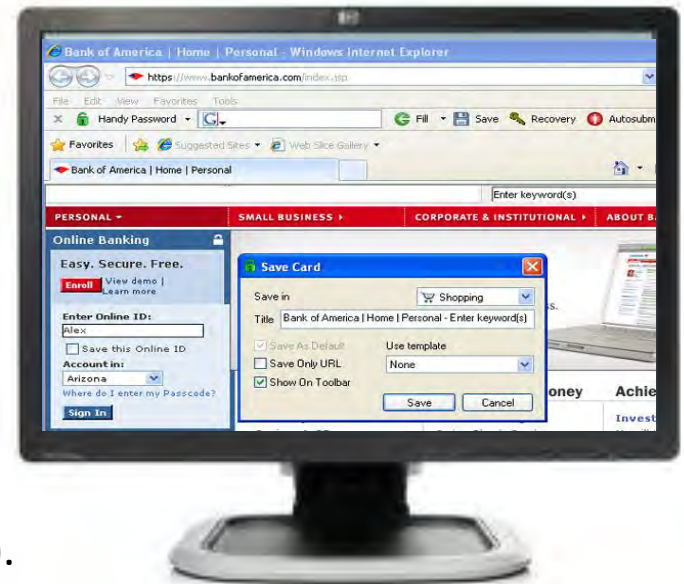 Bank of America | Home | Personal - Windows Internet Explorer
https://www.bankofamerica.com/index.jsp
File Edit View Favorites Tools
Handy Password Fill Save Recovery Autosubm
Favorites Suggested Sites Web Slice Gallery
Bank of America | Home | Personal
Enter keyword(s)
PERSONAL SMALL BUSINESS CORPORATE & INSTITUTIONAL ABOUT B
Online Banking
Easy. Secure. Free.
Enroll View demo |
Learn more
Enter Online ID:
Alex
Save this Online ID
Account in:
Arizona
Where do I enter my Passcode?
Sign In
Save Card
Save in Shopping
Title Bank of America | Home | Personal - Enter keyword(s)
Save As Default Use template
Save Only URL None
Show On Toolbar
Save Cancel
ss.
oney Achie
Invest